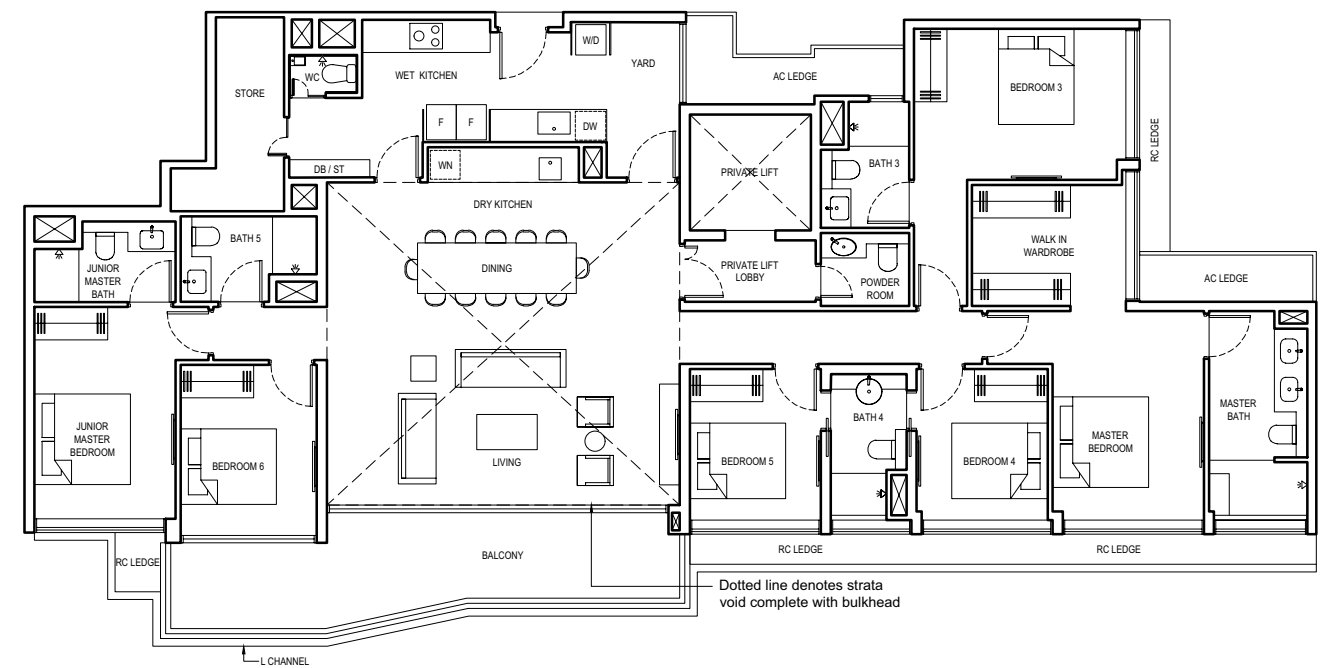 STORE
WC
WET KITCHEN
W/D
YARD
AC LEDGE
BEDROOM 3
RC LEDGE
F
F
DW
DB / ST
WN
PRIVATE LIFT
BATH 3
DRY KITCHEN
JUNIOR
MASTER
BATH
BATH 5
DINING
PRIVATE LIFT
LOBBY
POWDER
ROOM
WALK IN
WARDROBE
AC LEDGE
JUNIOR
MASTER
BEDROOM
BEDROOM 6
LIVING
BEDROOM 5
BATH 4
BEDROOM 4
MASTER
BEDROOM
MASTER
BATH
RC LEDGE
BALCONY
RC LEDGE
RC LEDGE
Dotted line denotes strata
void complete with bulkhead
L CHANNEL